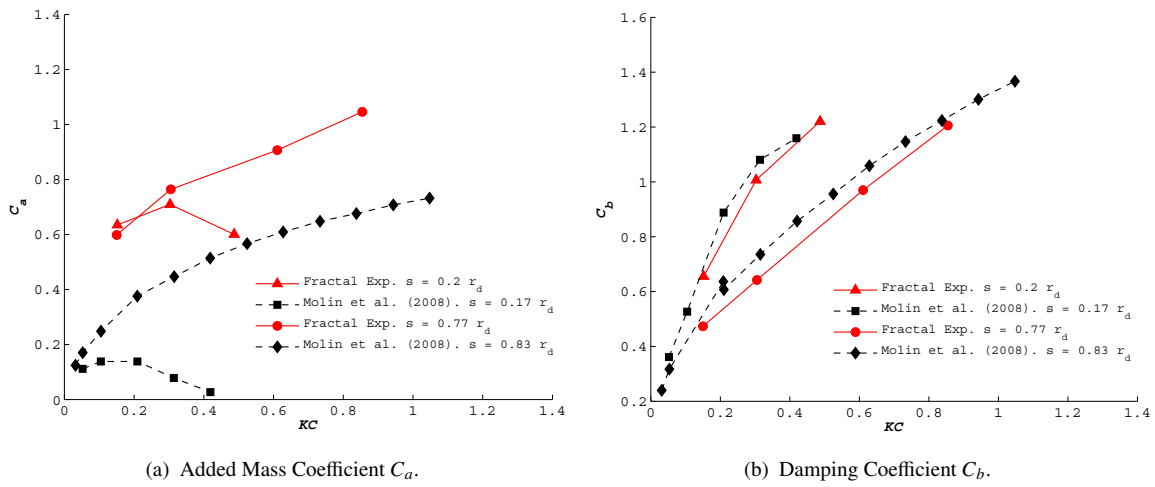 1.4
1.2
1
0.8
0.6
0.4
0.2
0
C_a
0 0.2 0.4 0.6 0.8 1 1.2 1.4
KC
Fractal Exp. s = 0.2 r_d
Molin et al. (2008). s = 0.17 r_d
Fractal Exp. s = 0.77 r_d
Molin et al. (2008). s = 0.83 r_d
(a) Added Mass Coefficient C_a.
1.6
1.4
1.2
1
0.8
0.6
0.4
0.2
C_b
0 0.2 0.4 0.6 0.8 1 1.2 1.4
KC
Fractal Exp. s = 0.2 r_d
Molin et al. (2008). s = 0.17 r_d
Fractal Exp. s = 0.77 r_d
Molin et al. (2008). s = 0.83 r_d
(b) Damping Coefficient C_b.